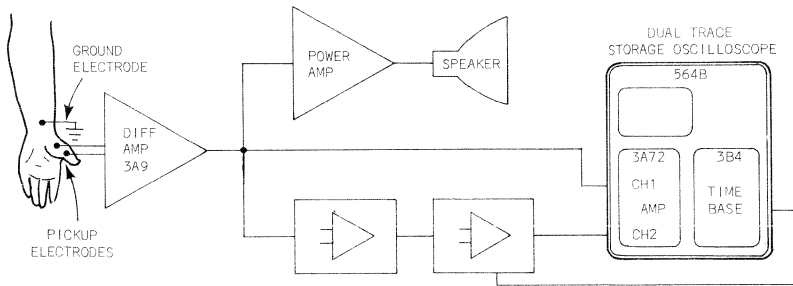 GROUND
ELECTRODE
PICKUP
ELECTRODES
DIFF
AMP
3A9
POWER
AMP
SPEAKER
DUAL TRACE
STORAGE OSCILLOSCOPE
564B
3A72
CH1
AMP
CH2
3B4
TIME
BASE